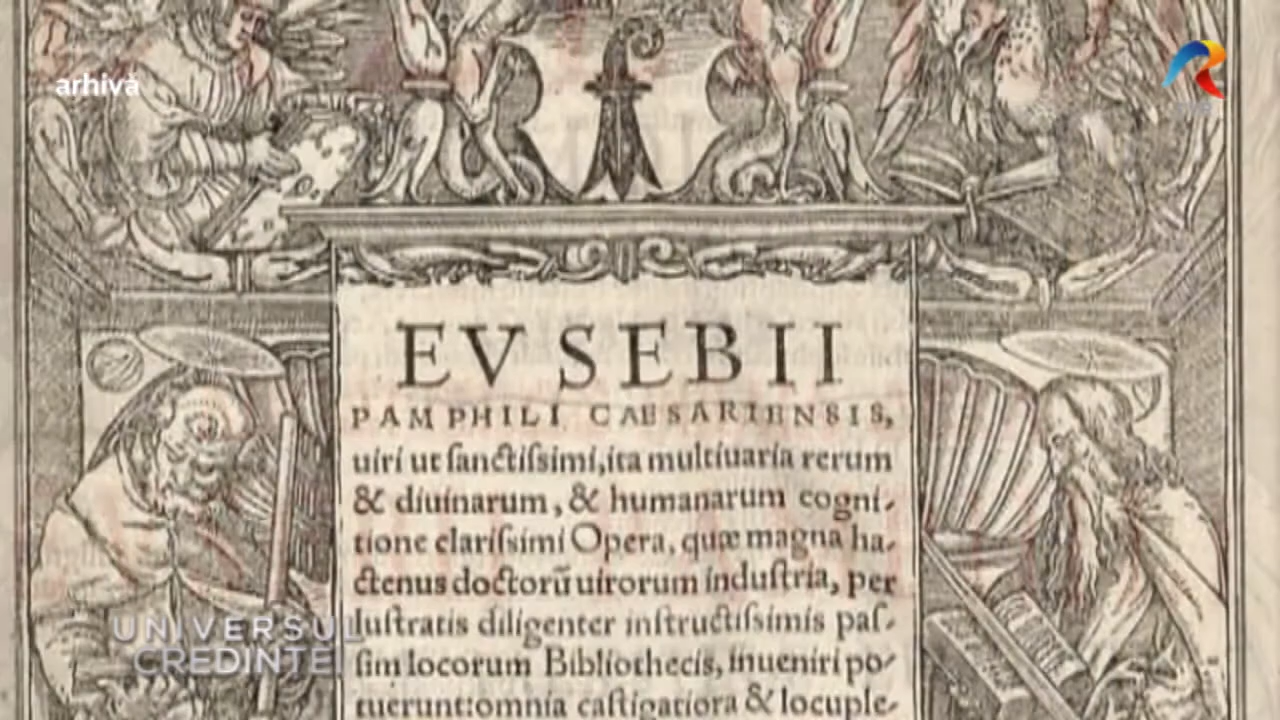 arhivă
EVSEBII
PAMPHILI CAESARIENSIS,
uiri ut ſanctiſsimi, ita multiuaria rerum
& diuinarum, & humanarum cogni-
tione clariſsimi Opera, quæ magna ha-
ctenus doctorũ uirorum induſtria, per
luſtratis diligenter inſtructiſsimis paſ-
ſim locorum Bibliothecis, inueniri po-
tuerunt: omnia caſtigatiora & locuple-
UNIVERSUL
CREDINȚEI